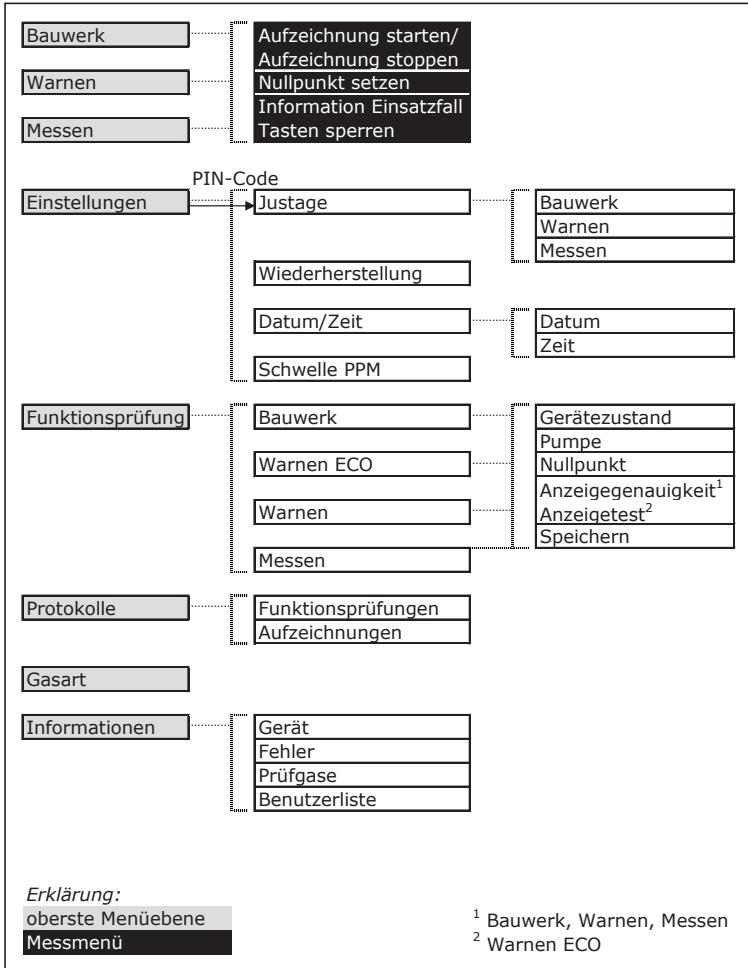 Bauwerk
Warnen
Messen
Aufzeichnung starten/
Aufzeichnung stoppen
Nullpunkt setzen
Information Einsatzfall
Tasten sperren
PIN-Code
Einstellungen
Justage
Bauwerk
Warnen
Messen
Wiederherstellung
Datum/Zeit
Datum
Zeit
Schwelle PPM
Funktionsprüfung
Bauwerk
Warnen ECO
Warnen
Messen
Gerätezustand
Pumpe
Nullpunkt
Anzeigegenauigkeit¹
Anzeigetest²
Speichern
Protokolle
Funktionsprüfungen
Aufzeichnungen
Gasart
Informationen
Gerät
Fehler
Prüfgase
Benutzerliste
Erklärung:
oberste Menüebene
Messmenü
¹ Bauwerk, Warnen, Messen
² Warnen ECO